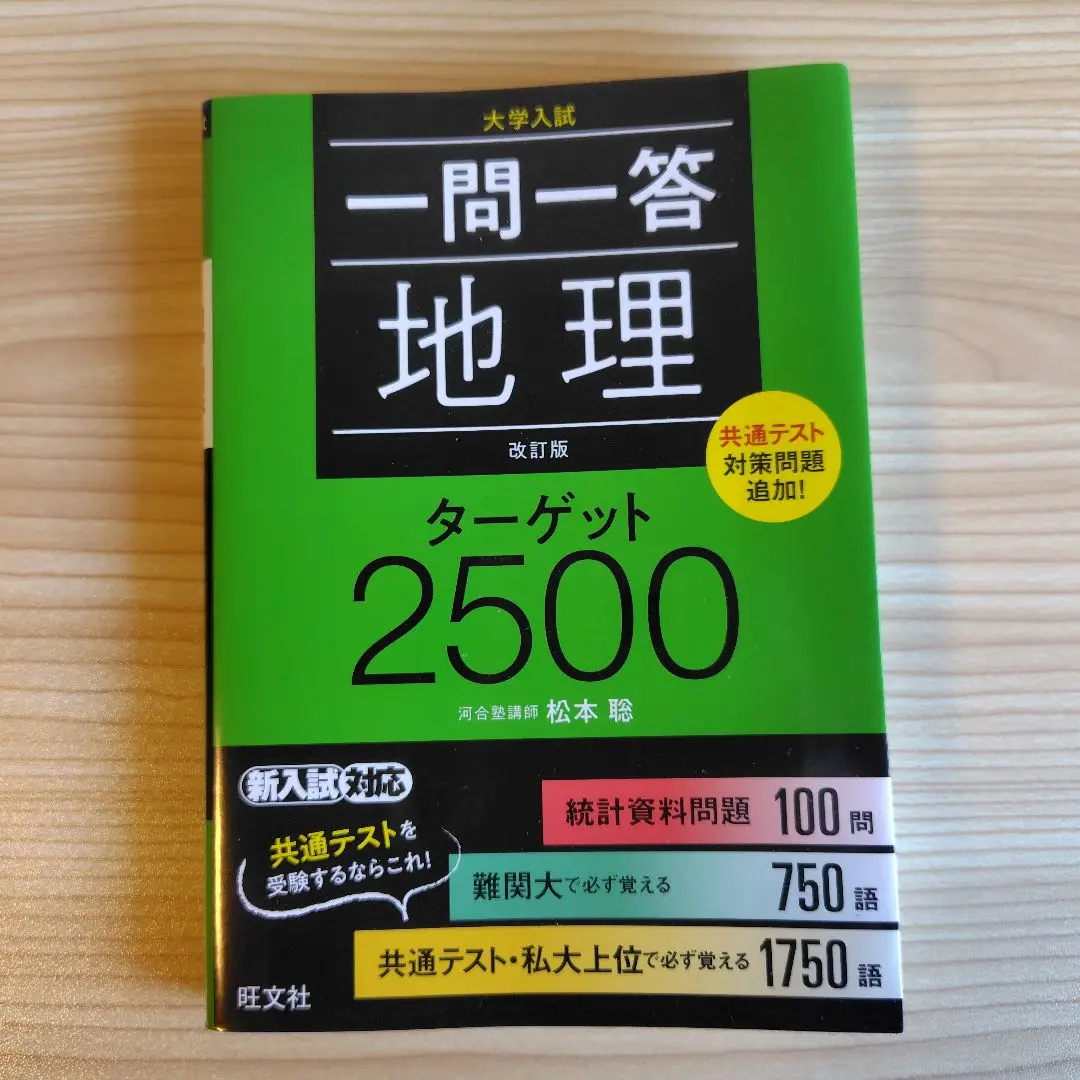 大学入試
一問一答
地理
改訂版
共通テスト
対策問題
追加!
ターゲット
2500
河合塾講師 松本 聡
新入試対応
共通テストを
受験するならこれ!
統計資料問題 100問
難関大で必ず覚える 750語
共通テスト・私大上位で必ず覚える 1750語
旺文社